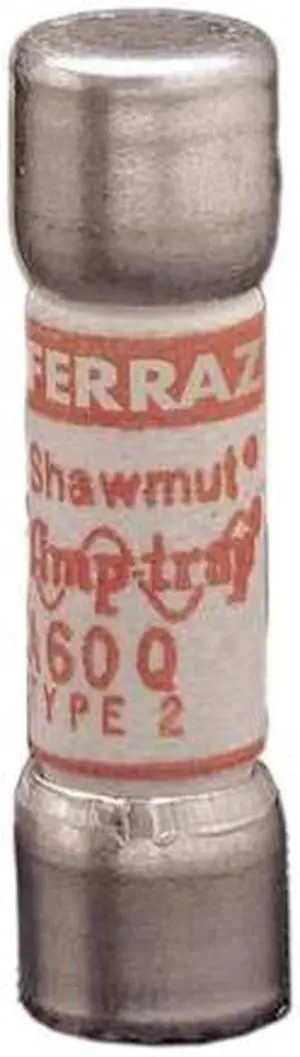 FERRAZ
Shawmut®
Amp-trap
A60Q
TYPE 2